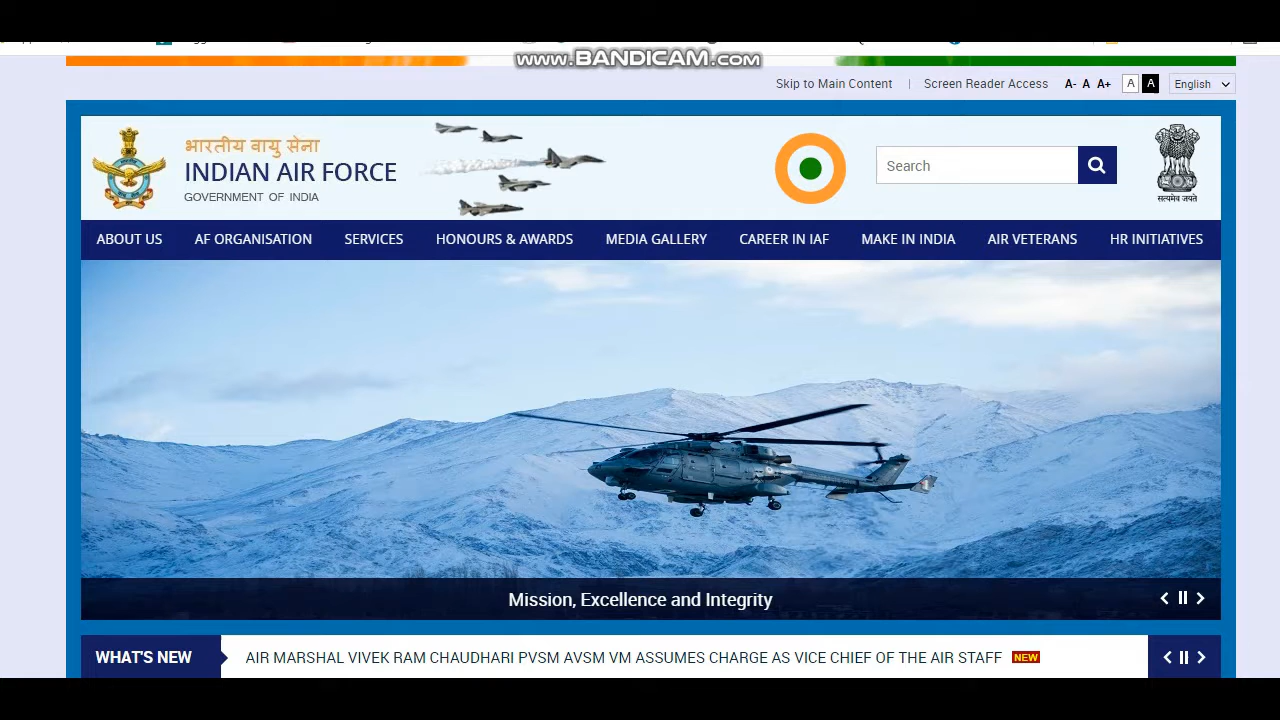 www.BANDICAM.com
Skip to Main Content | Screen Reader Access A- A A+ A A English
भारतीय वायु सेना
INDIAN AIR FORCE
GOVERNMENT OF INDIA
Search
सत्यमेव जयते
ABOUT US AF ORGANISATION SERVICES HONOURS & AWARDS MEDIA GALLERY CAREER IN IAF MAKE IN INDIA AIR VETERANS HR INITIATIVES
Mission, Excellence and Integrity
WHAT'S NEW AIR MARSHAL VIVEK RAM CHAUDHARI PVSM AVSM VM ASSUMES CHARGE AS VICE CHIEF OF THE AIR STAFF NEW